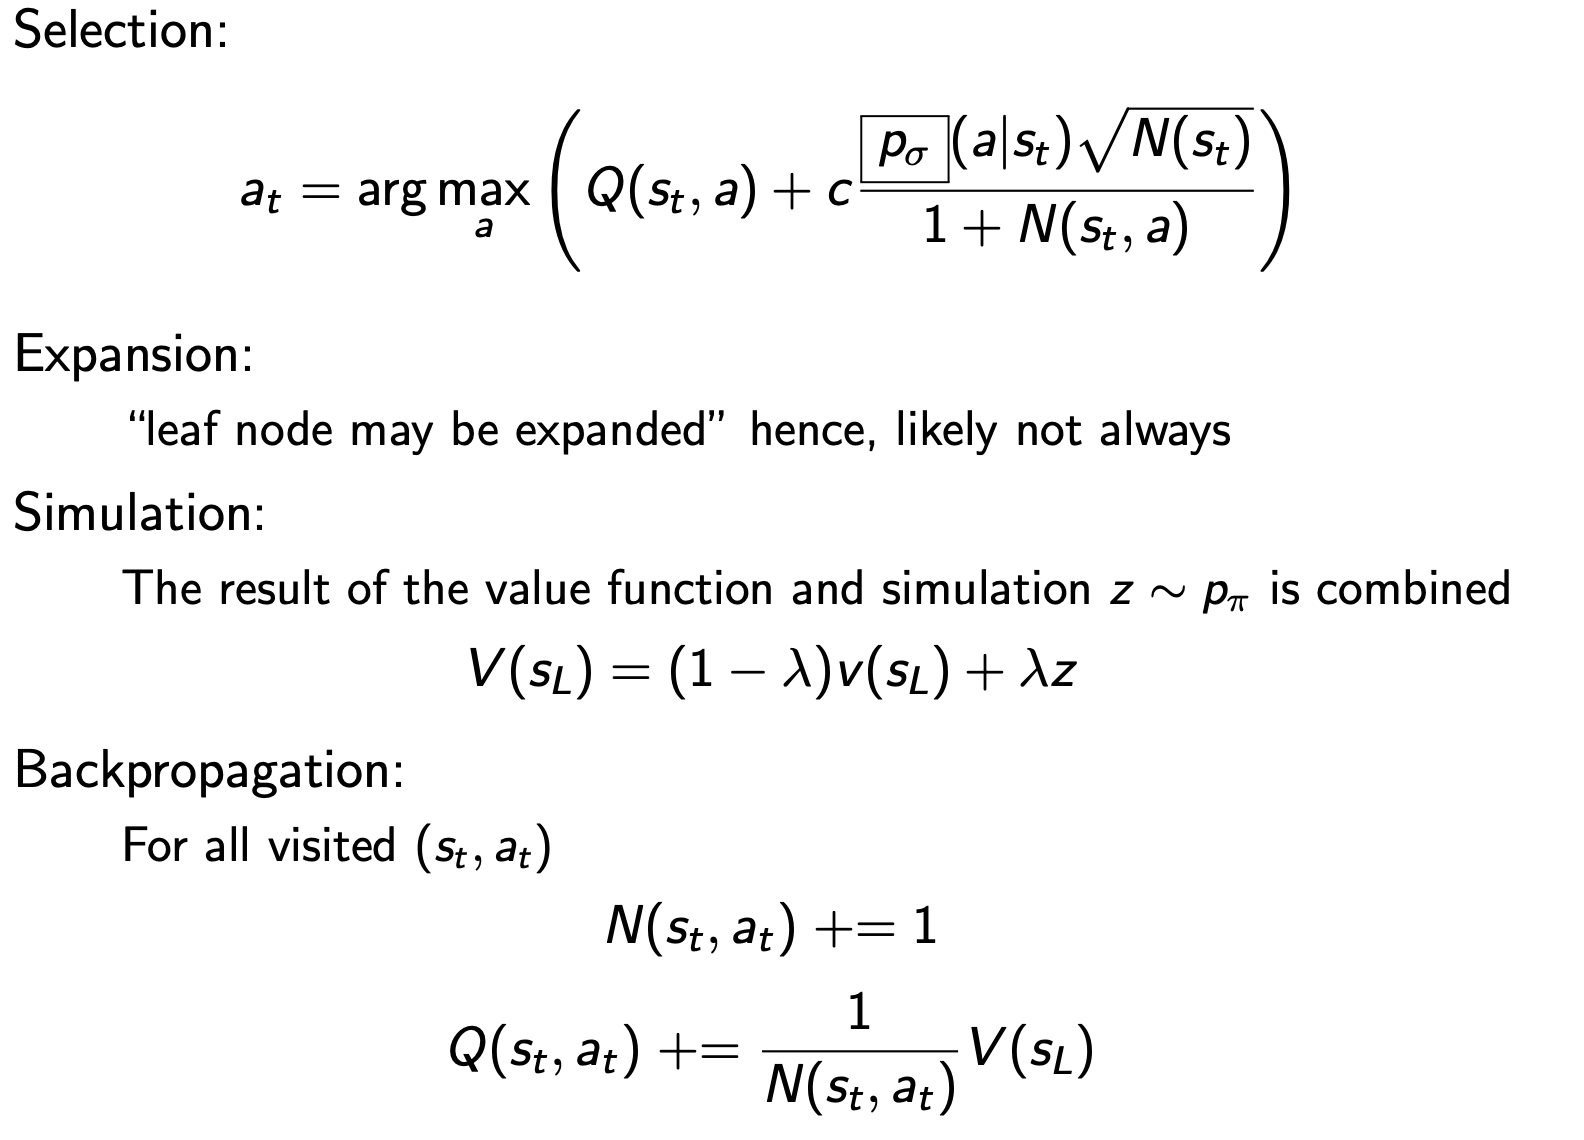 Selection:
$$a_t = \arg\max_a \left( Q(s_t, a) + c \frac{\boxed{p_\sigma}(a|s_t)\sqrt{N(s_t)}}{1 + N(s_t, a)} \right)$$
Expansion:
“leaf node may be expanded” hence, likely not always
Simulation:
The result of the value function and simulation $z \sim p_\pi$ is combined
$$V(s_L) = (1 - \lambda)v(s_L) + \lambda z$$
Backpropagation:
For all visited $(s_t, a_t)$
$$N(s_t, a_t) \mathrel{+}= 1$$
$$Q(s_t, a_t) \mathrel{+}= \frac{1}{N(s_t, a_t)} V(s_L)$$